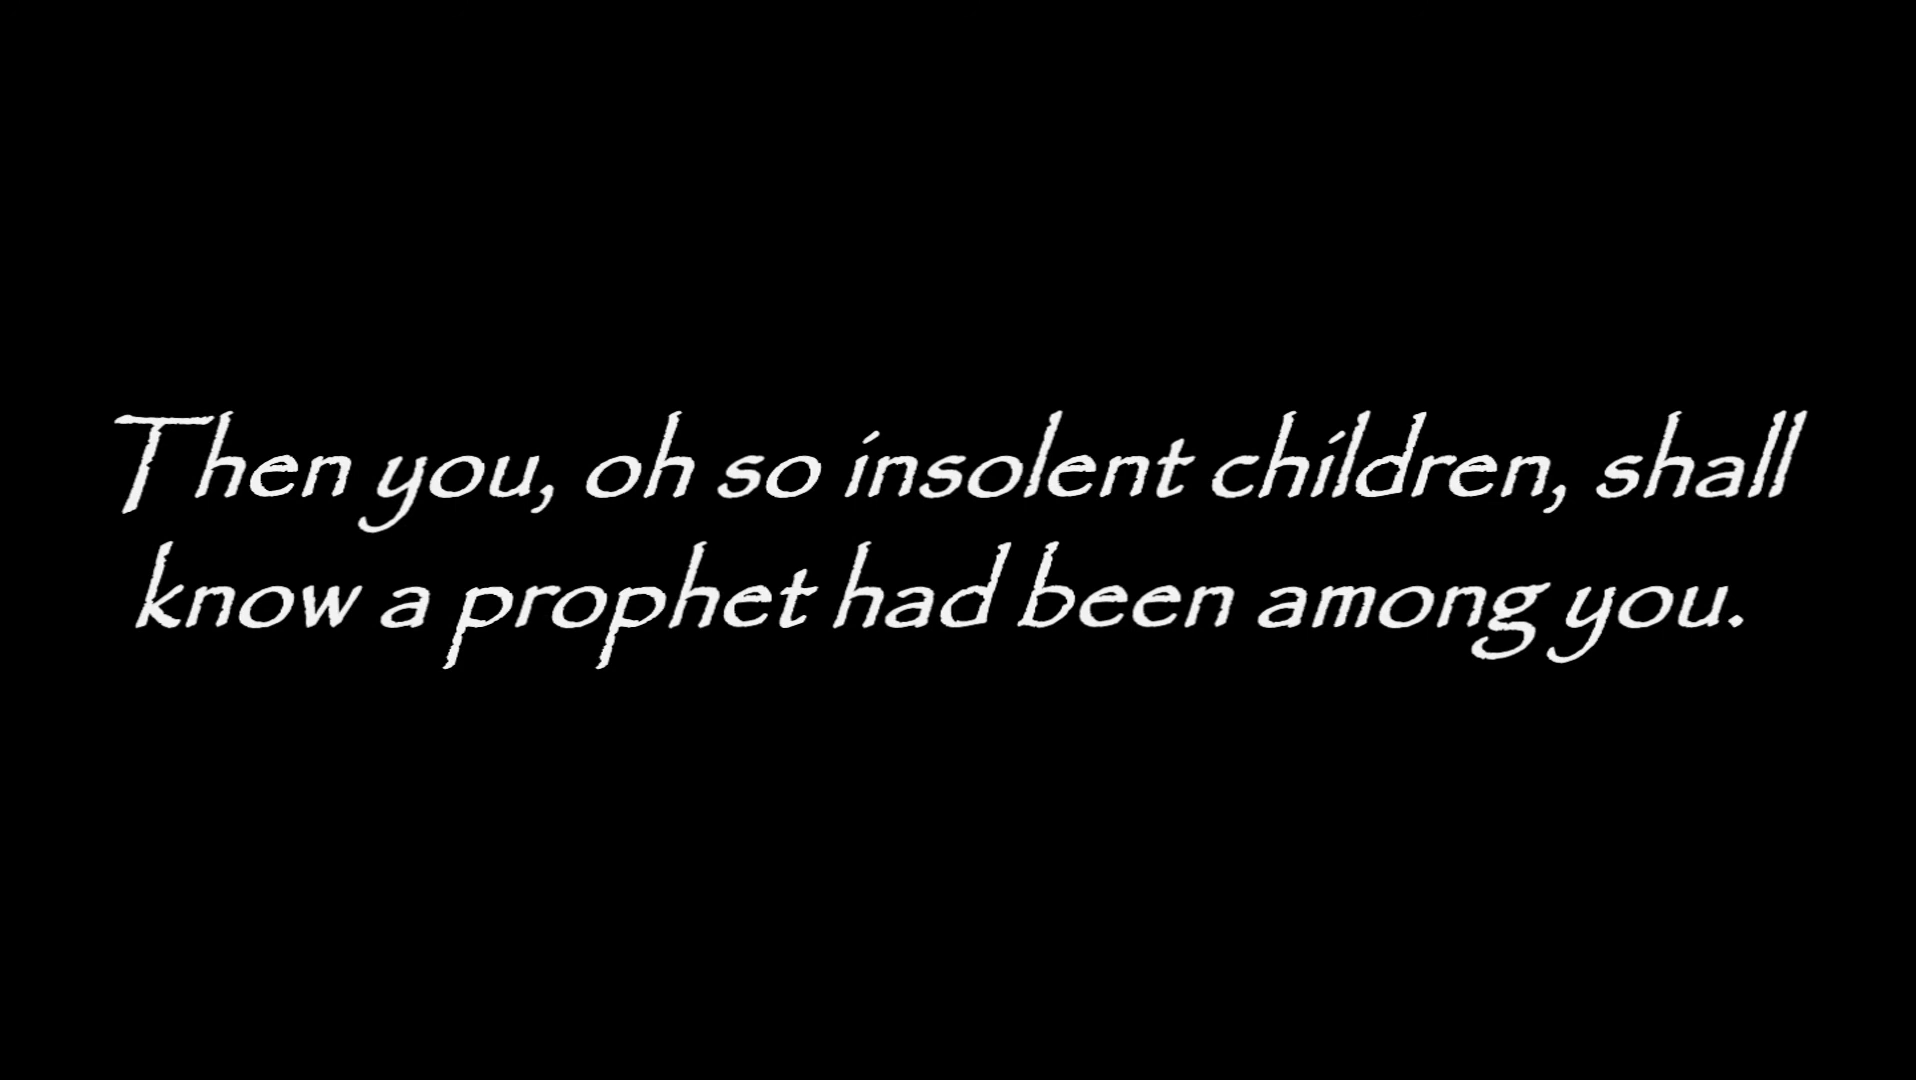 Then you, oh so insolent children, shall
know a prophet had been among you.